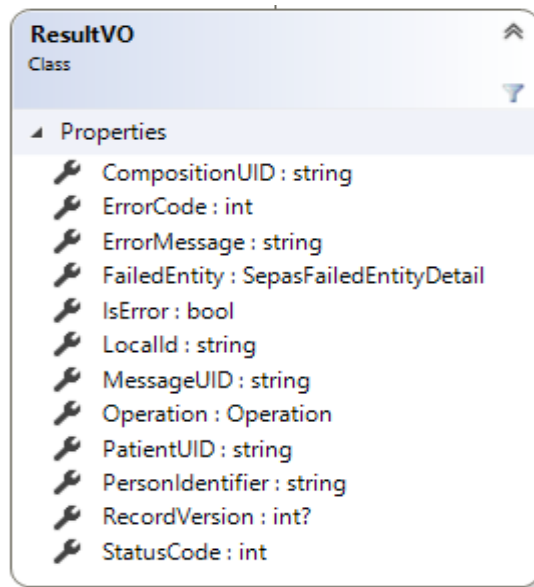 ResultVO
Class
Properties
CompositionUID : string
ErrorCode : int
ErrorMessage : string
FailedEntity : SepasFailedEntityDetail
IsError : bool
LocalId : string
MessageUID : string
Operation : Operation
PatientUID : string
PersonIdentifier : string
RecordVersion : int?
StatusCode : int